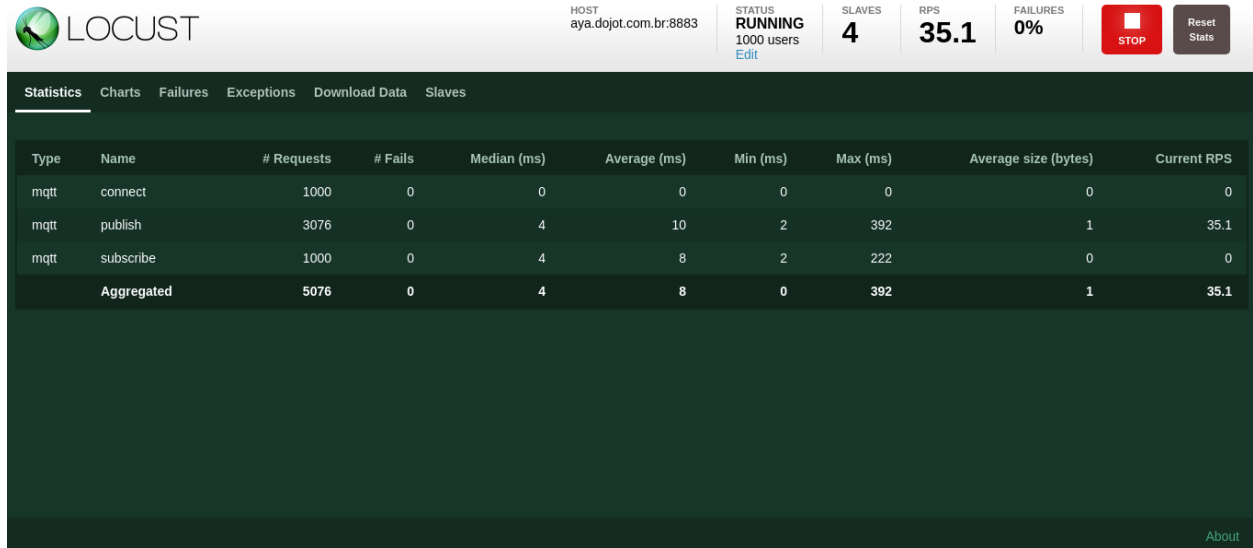 LOCUST
HOST
aya.dojot.com.br:8883
STATUS
RUNNING
1000 users
Edit
SLAVES
4
RPS
35.1
FAILURES
0%
STOP
Reset
Stats
Statistics Charts Failures Exceptions Download Data Slaves
Type Name # Requests # Fails Median (ms) Average (ms) Min (ms) Max (ms) Average size (bytes) Current RPS
mqtt connect 1000 0 0 0 0 0 0 0
mqtt publish 3076 0 4 10 2 392 1 35.1
mqtt subscribe 1000 0 4 8 2 222 0 0
Aggregated 5076 0 4 8 0 392 1 35.1
About